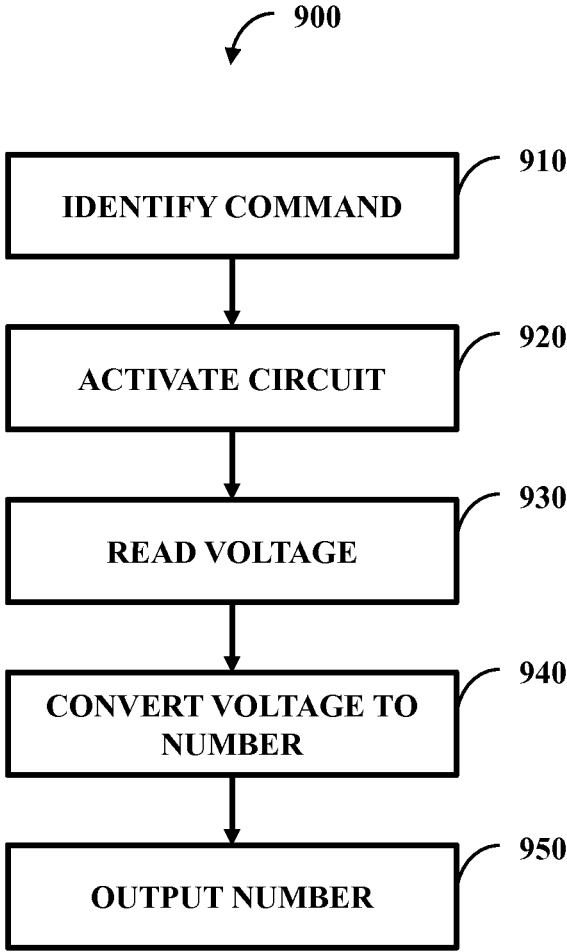 900
910
IDENTIFY COMMAND
920
ACTIVATE CIRCUIT
930
READ VOLTAGE
940
CONVERT VOLTAGE TO
NUMBER
950
OUTPUT NUMBER